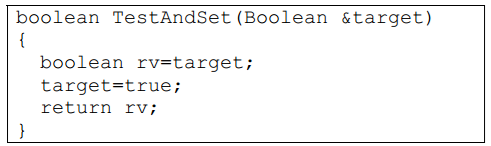 boolean TestAndSet(Boolean &target)
{
  boolean rv=target;
  target=true;
  return rv;
}